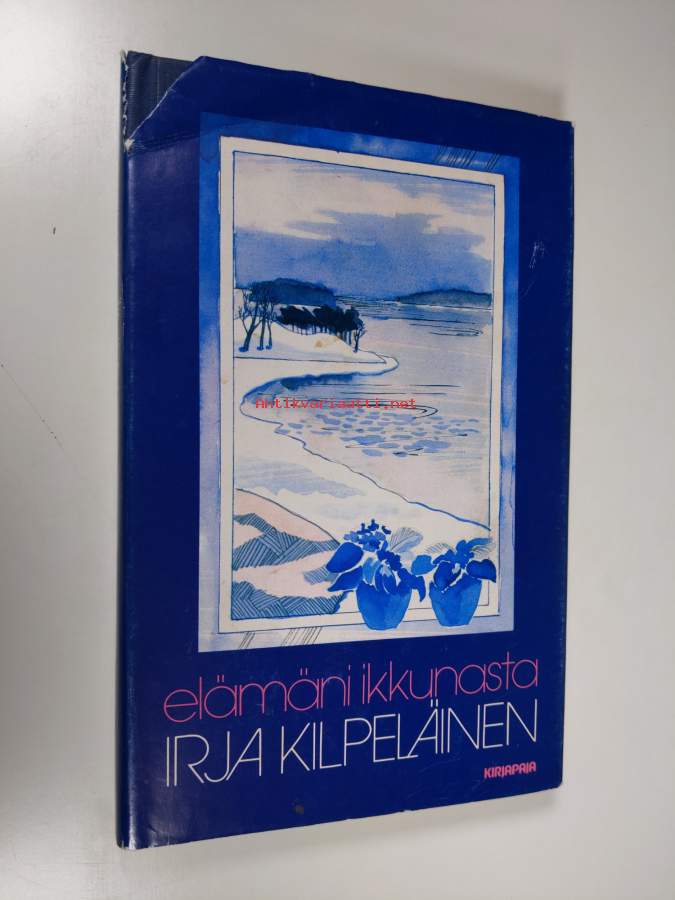 Antikvariaatti.net
elämäni ikkunasta
IRJA KILPELÄINEN
KIRJAPAJA